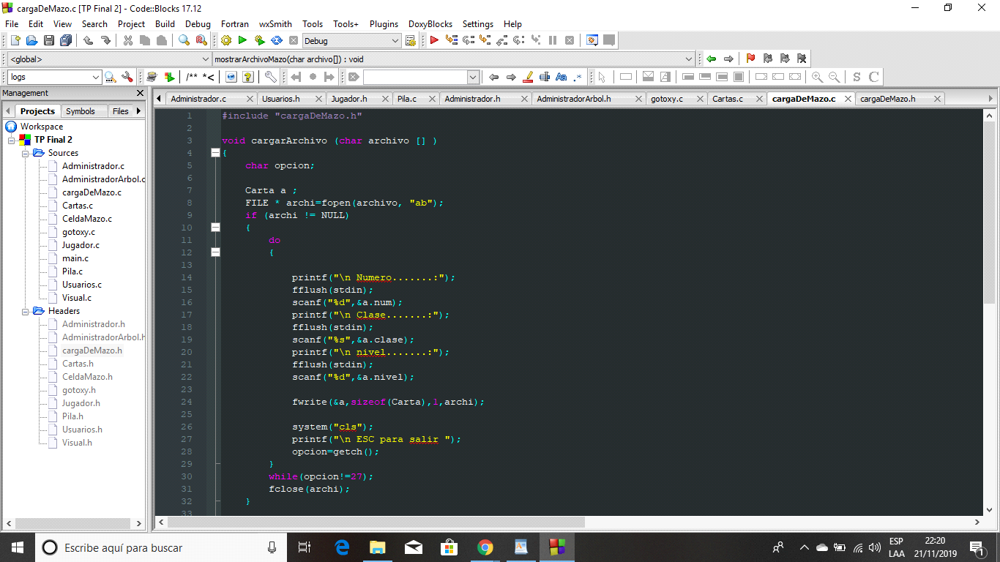 cargaDeMazo.c [TP Final 2] - Code::Blocks 17.12
File Edit View Search Project Build Debug Fortran wxSmith Tools Tools+ Plugins DoxyBlocks Settings Help
Debug
<global> mostrarArchivoMazo(char archivo[]) : void
logs /** *< Aa .* S C
Management
Administrador.c Usuarios.h Jugador.h Pila.c Administrador.h AdministradorArbol.h gotoxy.c Cartas.c cargaDeMazo.c cargaDeMazo.h
Projects Symbols Files
Workspace
TP Final 2
Sources
Administrador.c
AdministradorArbol.c
cargaDeMazo.c
Cartas.c
CeldaMazo.c
gotoxy.c
Jugador.c
main.c
Pila.c
Usuarios.c
Visual.c
Headers
Administrador.h
AdministradorArbol.h
cargaDeMazo.h
Cartas.h
CeldaMazo.h
gotoxy.h
Jugador.h
Pila.h
Usuarios.h
Visual.h
1 #include "cargaDeMazo.h"
2
3 void cargarArchivo (char archivo [] )
4 {
5 char opcion;
6
7 Carta a ;
8 FILE * archi=fopen(archivo, "ab");
9 if (archi != NULL)
10 {
11 do
12 {
13
14 printf("\n Numero.......:");
15 fflush(stdin);
16 scanf("%d",&a.num);
17 printf("\n Clase.......:");
18 fflush(stdin);
19 scanf("%s",&a.clase);
20 printf("\n nivel.......:");
21 fflush(stdin);
22 scanf("%d",&a.nivel);
23
24 fwrite(&a,sizeof(Carta),1,archi);
25
26 system("cls");
27 printf("\n ESC para salir ");
28 opcion=getch();
29 }
30 while(opcion!=27);
31 fclose(archi);
32 }
33
Escribe aquí para buscar
ESP
LAA
22:20
21/11/2019
1